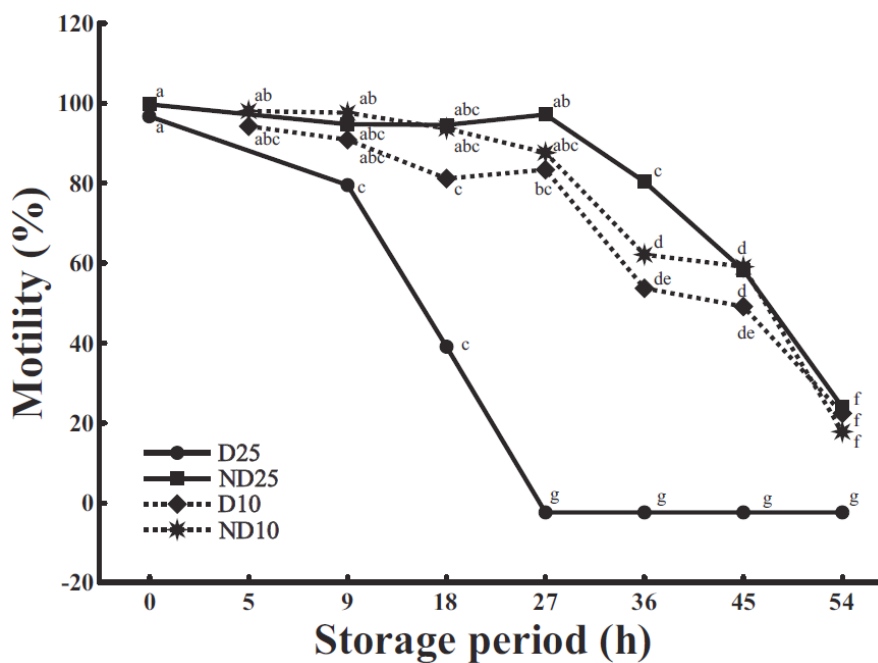 120
100
80
60
40
20
0
-20
Motility (%)
a
a
ab
abc
ab
abc
abc
c
abc
abc
c
c
ab
abc
bc
g
c
d
de
g
d
d
de
g
f
f
f
g
D25
ND25
D10
ND10
0 5 9 18 27 36 45 54
Storage period (h)